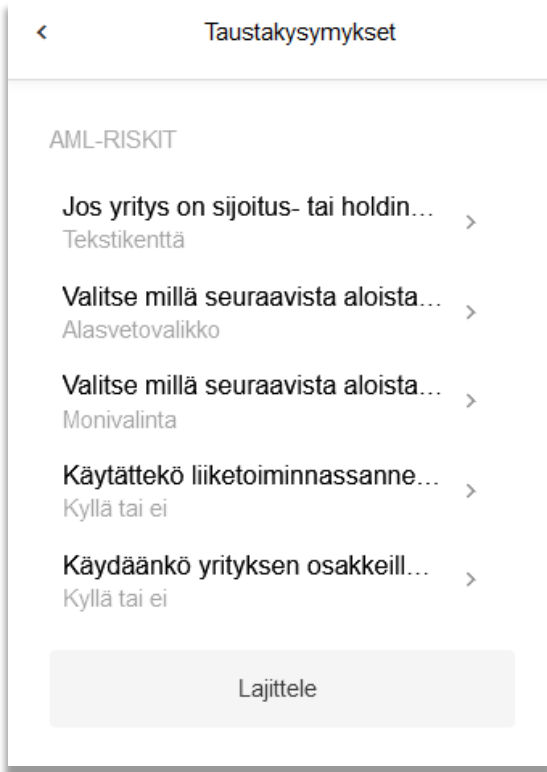 Taustakysymykset
AML-RISKIT
Jos yritys on sijoitus- tai holdin...
Tekstikenttä
Valitse millä seuraavista aloista...
Alasvetovalikko
Valitse millä seuraavista aloista...
Monivalinta
Käytättekö liiketoiminnassanne...
Kyllä tai ei
Käydäänkö yrityksen osakkeill...
Kyllä tai ei
Lajittele